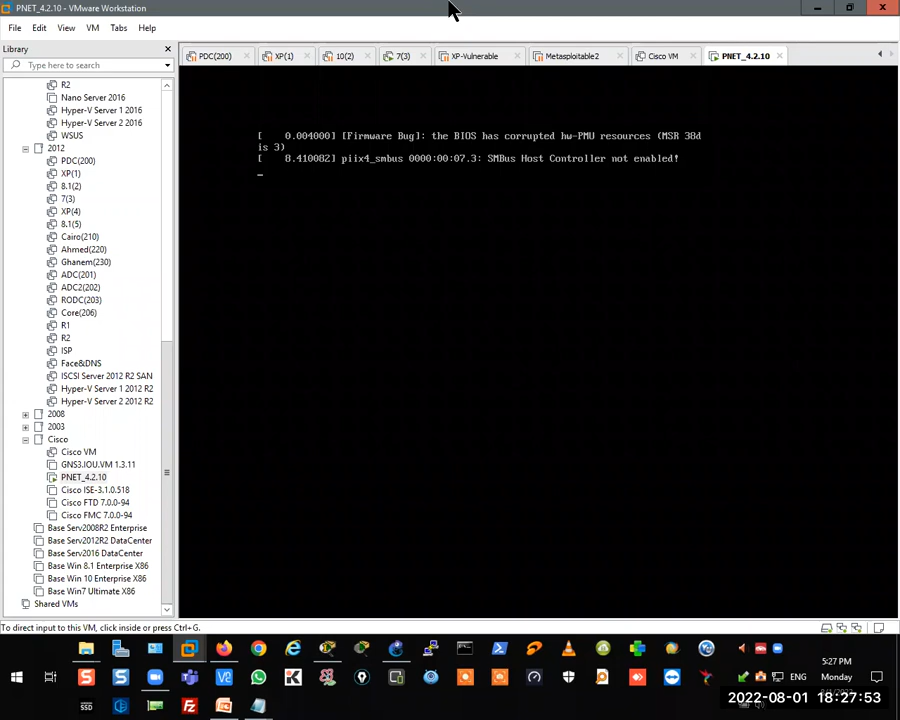 PNET_4.2.10 - VMware Workstation
File Edit View VM Tabs Help
Library
Type here to search
PDC(200) XP(1) 10(2) 7(3) XP-Vulnerable Metasploitable2 Cisco VM PNET_4.2.10
R2
Nano Server 2016
Hyper-V Server 1 2016
Hyper-V Server 2 2016
WSUS
2012
PDC(200)
XP(1)
8.1(2)
7(3)
XP(4)
8.1(5)
Cairo(210)
Ahmed(220)
Ghanem(230)
ADC(201)
ADC2(202)
RODC(203)
Core(206)
R1
R2
ISP
Face&DNS
ISCSI Server 2012 R2 SAN
Hyper-V Server 1 2012 R2
Hyper-V Server 2 2012 R2
2008
2003
Cisco
Cisco VM
GNS3.IOU.VM 1.3.11
PNET_4.2.10
Cisco ISE-3.1.0.518
Cisco FTD 7.0.0-94
Cisco FMC 7.0.0-94
Base Serv2008R2 Enterprise
Base Serv2012R2 DataCenter
Base Serv2016 DataCenter
Base Win 8.1 Enterprise X86
Base Win 10 Enterprise X86
Base Win7 Ultimate X86
Shared VMs
[ 0.004000] [Firmware Bug]: the BIOS has corrupted hw-PMU resources (MSR 38d
is 3)
[ 8.410082] piix4_smbus 0000:00:07.3: SMBus Host Controller not enabled!
_
To direct input to this VM, click inside or press Ctrl+G.
ENG
5:27 PM
Monday
2022-08-01 18:27:53
SSD